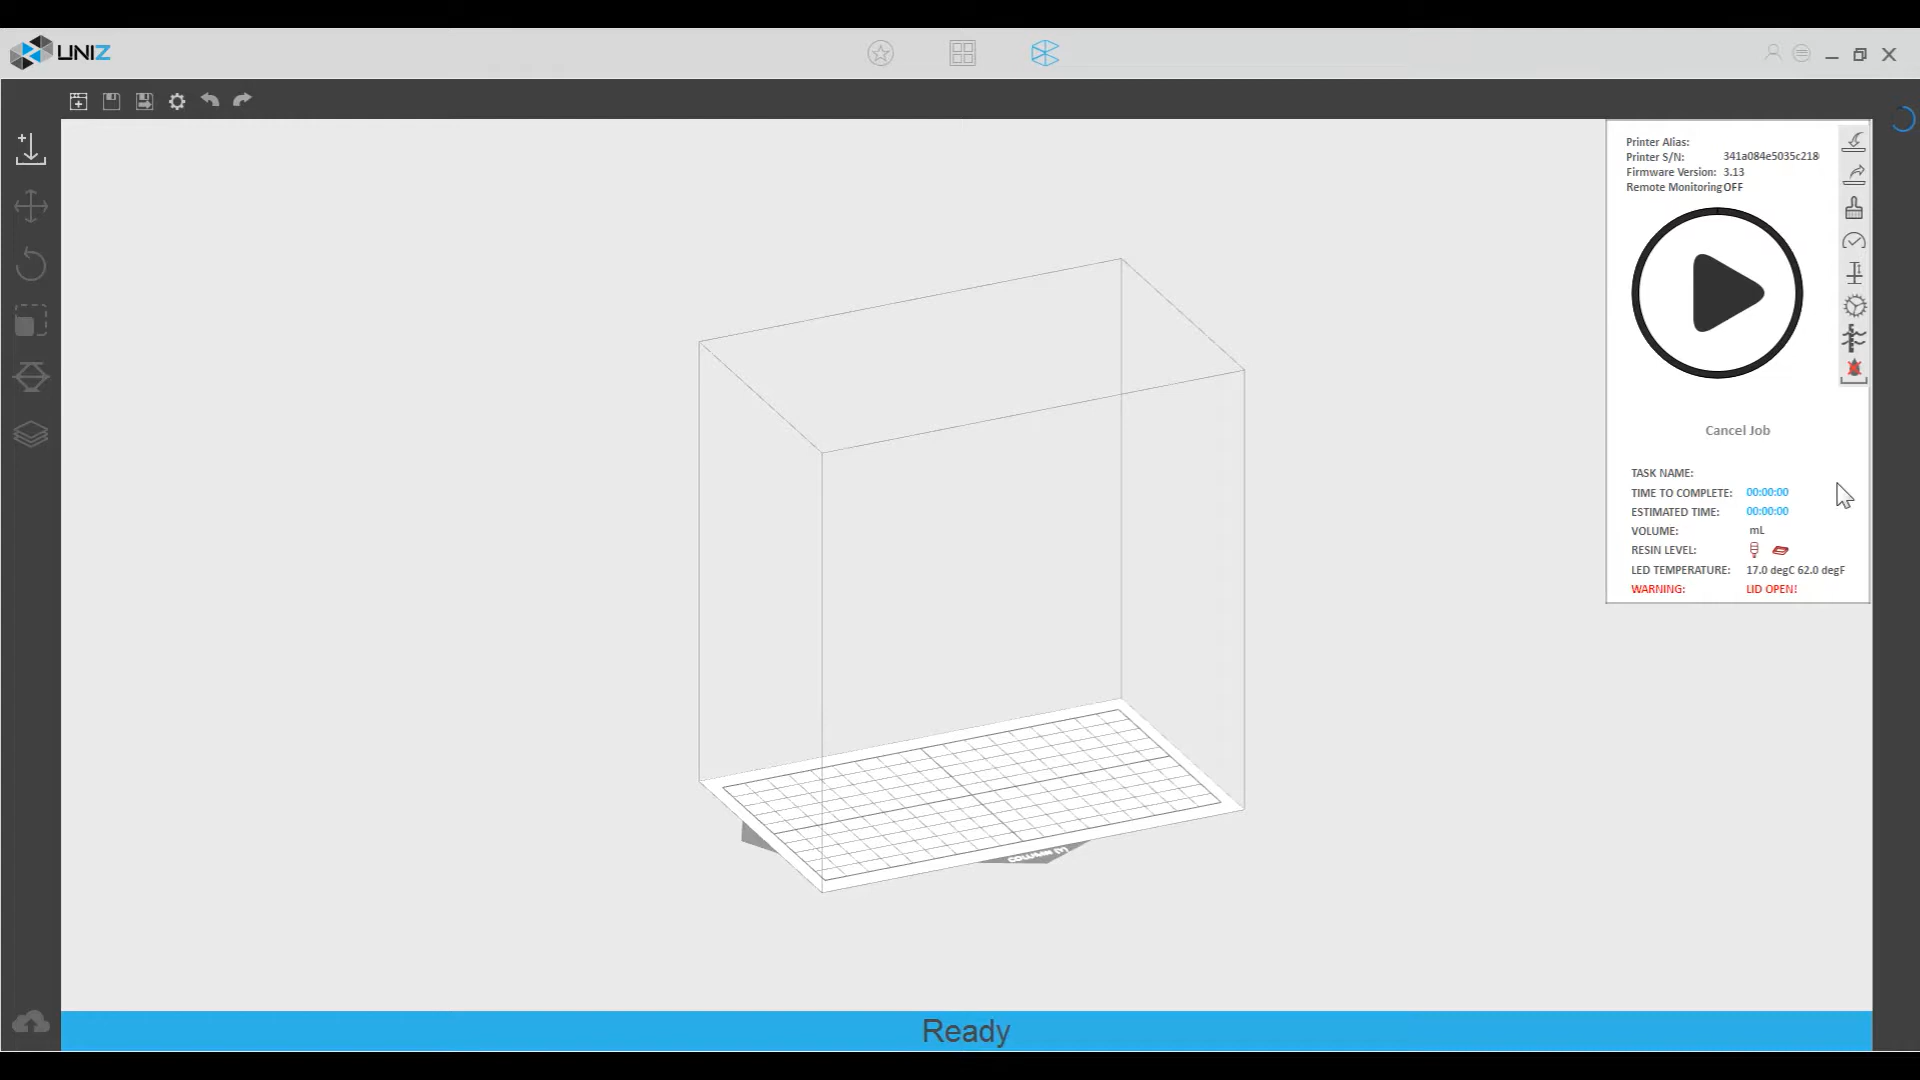 UNIZ
Printer Alias:
Printer S/N: 341a084e5035c218
Firmware Version: 3.13
Remote Monitoring OFF
Cancel Job
TASK NAME:
TIME TO COMPLETE: 00:00:00
ESTIMATED TIME: 00:00:00
VOLUME: mL
RESIN LEVEL:
LED TEMPERATURE: 17.0 degC 62.0 degF
WARNING: LID OPEN!
COLUMN (Y)
Ready